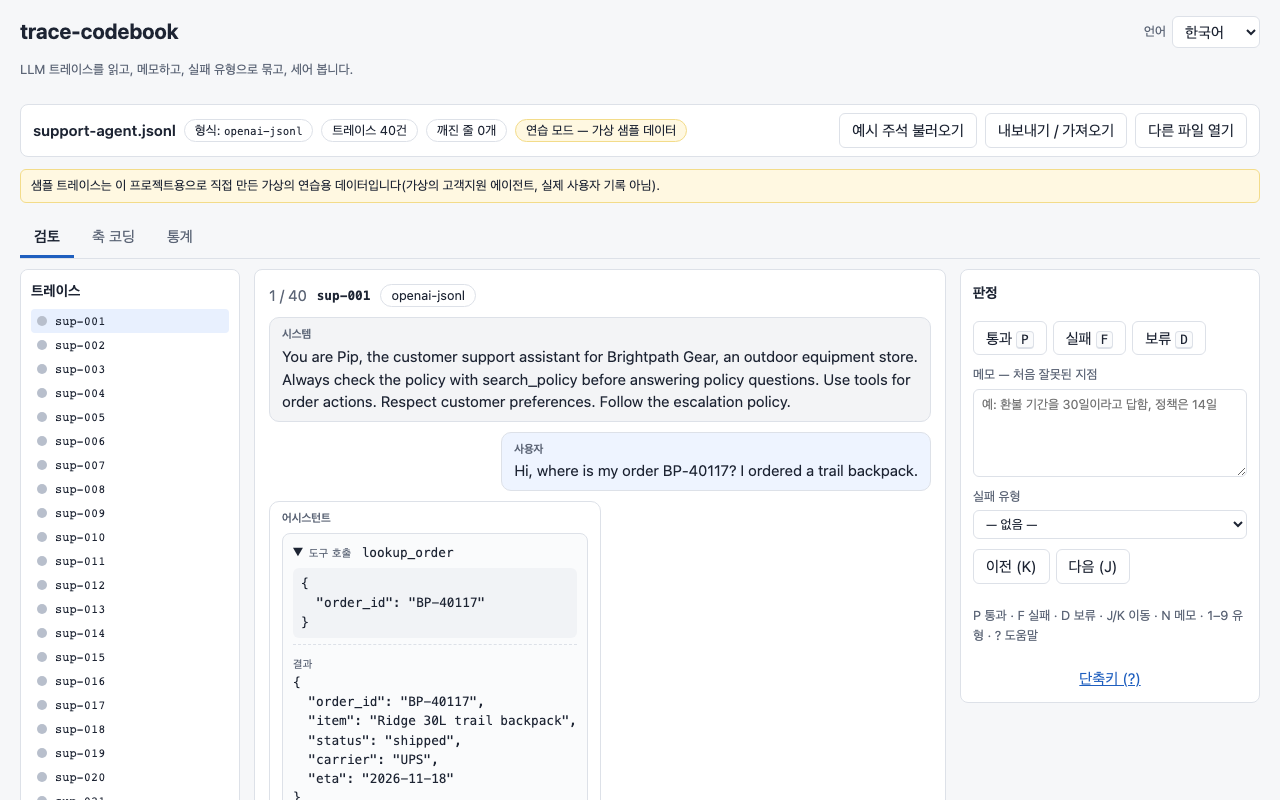 trace-codebook
언어
한국어
LLM 트레이스를 읽고, 메모하고, 실패 유형으로 묶고, 세어 봅니다.
support-agent.jsonl
형식: openai-jsonl
트레이스 40건
깨진 줄 0개
연습 모드 — 가상 샘플 데이터
예시 주석 불러오기
내보내기 / 가져오기
다른 파일 열기
샘플 트레이스는 이 프로젝트용으로 직접 만든 가상의 연습용 데이터입니다(가상의 고객지원 에이전트, 실제 사용자 기록 아님).
검토
축 코딩
통계
트레이스
sup-001
sup-002
sup-003
sup-004
sup-005
sup-006
sup-007
sup-008
sup-009
sup-010
sup-011
sup-012
sup-013
sup-014
sup-015
sup-016
sup-017
sup-018
sup-019
sup-020
1 / 40 sup-001 openai-jsonl
시스템
You are Pip, the customer support assistant for Brightpath Gear, an outdoor equipment store.
Always check the policy with search_policy before answering policy questions. Use tools for
order actions. Respect customer preferences. Follow the escalation policy.
사용자
Hi, where is my order BP-40117? I ordered a trail backpack.
어시스턴트
▼ 도구 호출 lookup_order
{
"order_id": "BP-40117"
}
결과
{
"order_id": "BP-40117",
"item": "Ridge 30L trail backpack",
"status": "shipped",
"carrier": "UPS",
"eta": "2026-11-18"
}
판정
통과 P
실패 F
보류 D
메모 — 처음 잘못된 지점
예: 환불 기간을 30일이라고 답함, 정책은 14일
실패 유형
— 없음 —
이전 (K)
다음 (J)
P 통과 · F 실패 · D 보류 · J/K 이동 · N 메모 · 1–9 유
형 · ? 도움말
단축키 (?)